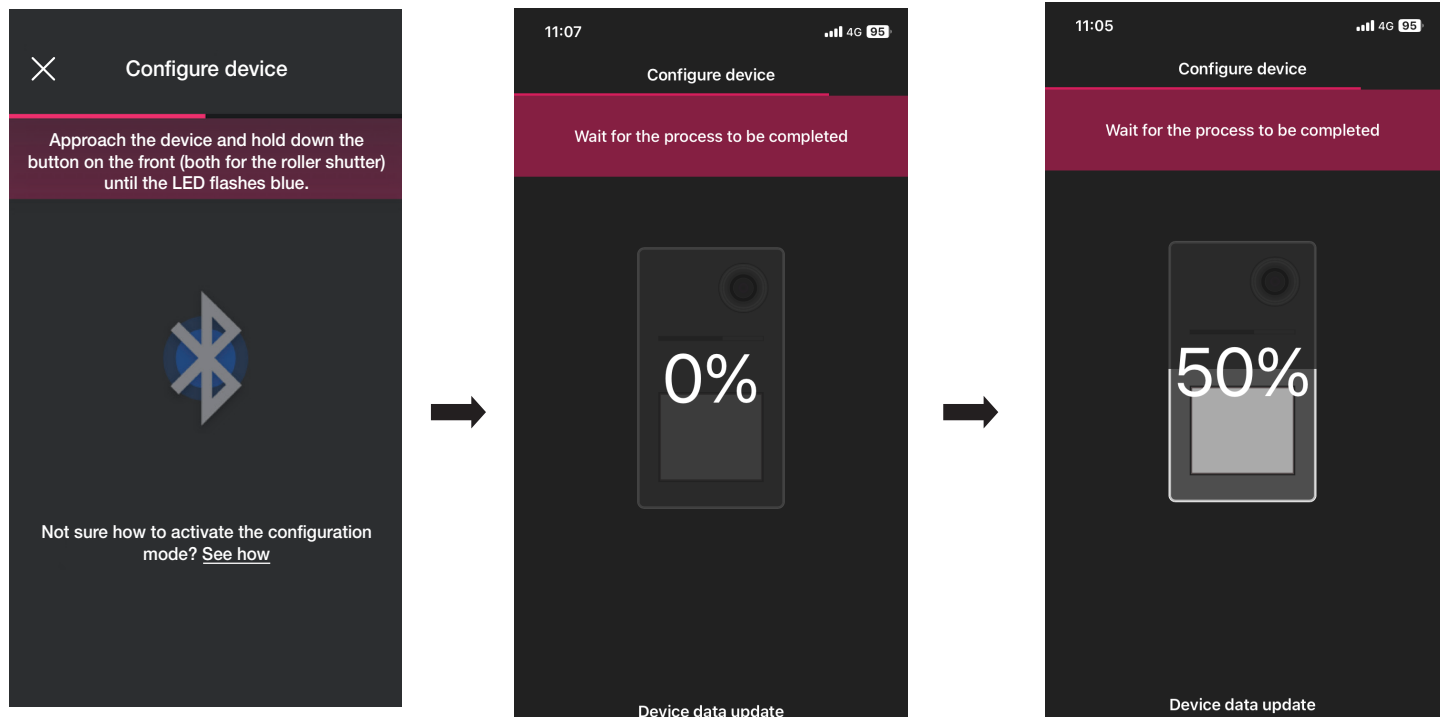 Configure device
Approach the device and hold down the
button on the front (both for the roller shutter)
until the LED flashes blue.
Not sure how to activate the configuration
mode? See how
11:07
4G 95
Configure device
Wait for the process to be completed
0%
Device data update
11:05
4G 95
Configure device
Wait for the process to be completed
50%
Device data update